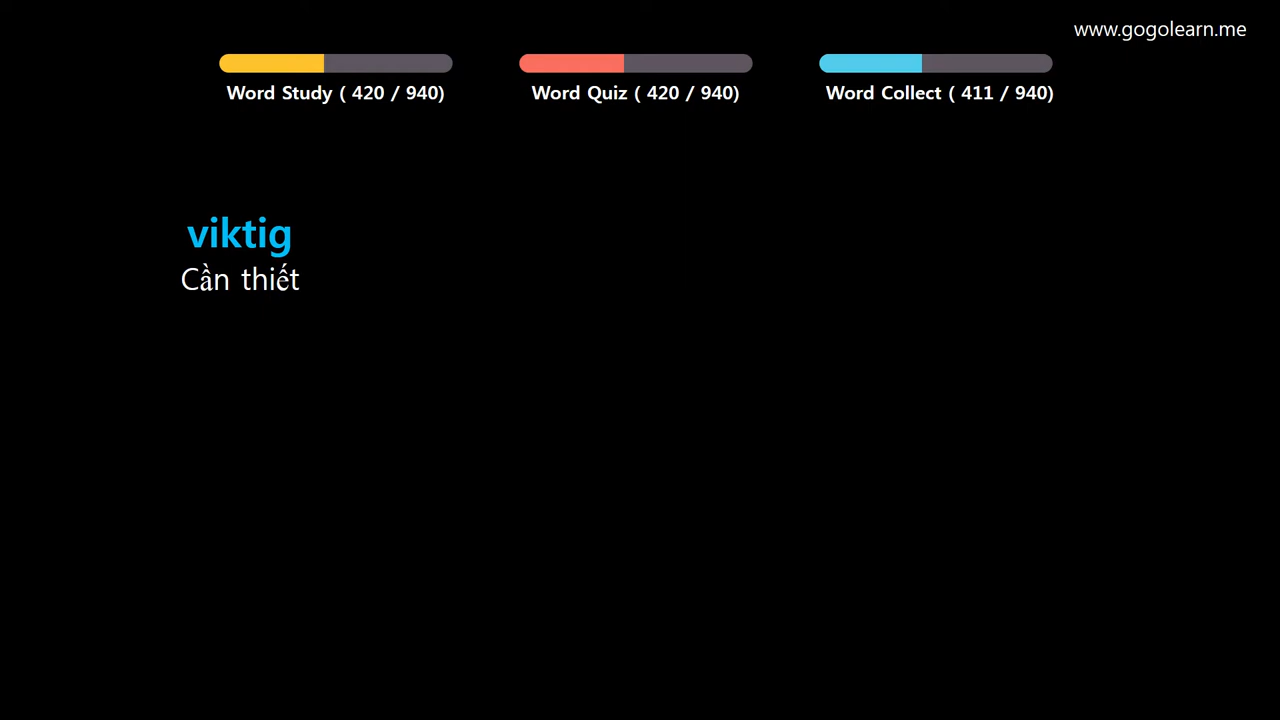 www.gogolearn.me
Word Study ( 420 / 940)
Word Quiz ( 420 / 940)
Word Collect ( 411 / 940)
viktig
Cần thiết